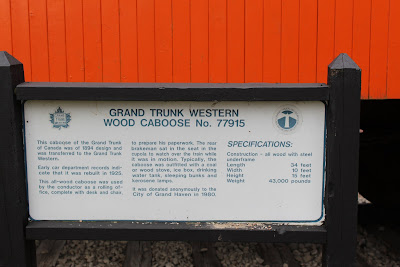 GRAND TRUNK WESTERN
WOOD CABOOSE No. 77915
This caboose of the Grand Trunk
of Canada was of 1894 design and
was transferred to the Grand Trunk
Western.
Early car department records indi-
cate that it was rebuilt in 1925.
This all-wood caboose was used
by the conductor as a rolling of-
fice, complete with desk and chair,
to prepare his paperwork. The rear
brakeman sat in the seat in the
cupola to watch over the train while
it was in motion. Typically, the
caboose was outfitted with a coal
or wood stove, ice box, drinking
water tank, sleeping bunks and
kerosene lamps.
It was donated anonymously to the
City of Grand Haven in 1980.
SPECIFICATIONS:
Construction - all wood with steel
underframe
Length 34 feet
Width 10 feet
Height 15 feet
Weight 43,000 pounds